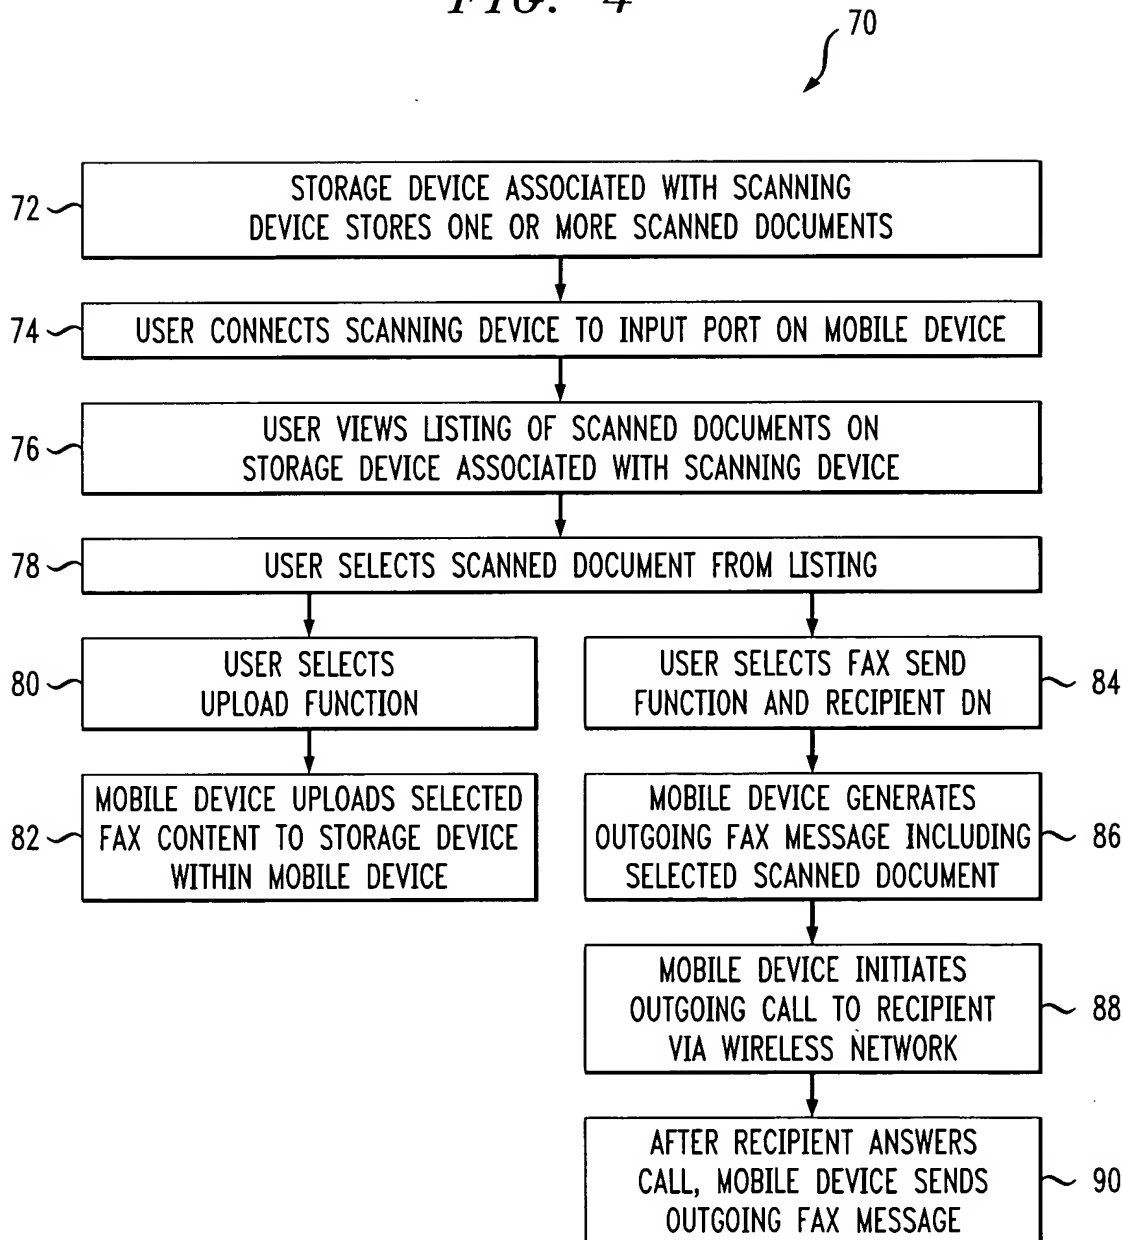 FIG. 4
70
72
STORAGE DEVICE ASSOCIATED WITH SCANNING
DEVICE STORES ONE OR MORE SCANNED DOCUMENTS
74
USER CONNECTS SCANNING DEVICE TO INPUT PORT ON MOBILE DEVICE
76
USER VIEWS LISTING OF SCANNED DOCUMENTS ON
STORAGE DEVICE ASSOCIATED WITH SCANNING DEVICE
78
USER SELECTS SCANNED DOCUMENT FROM LISTING
80
USER SELECTS
UPLOAD FUNCTION
82
MOBILE DEVICE UPLOADS SELECTED
FAX CONTENT TO STORAGE DEVICE
WITHIN MOBILE DEVICE
USER SELECTS FAX SEND
FUNCTION AND RECIPIENT DN
84
MOBILE DEVICE GENERATES
OUTGOING FAX MESSAGE INCLUDING
SELECTED SCANNED DOCUMENT
86
MOBILE DEVICE INITIATES
OUTGOING CALL TO RECIPIENT
VIA WIRELESS NETWORK
88
AFTER RECIPIENT ANSWERS
CALL, MOBILE DEVICE SENDS
OUTGOING FAX MESSAGE
90